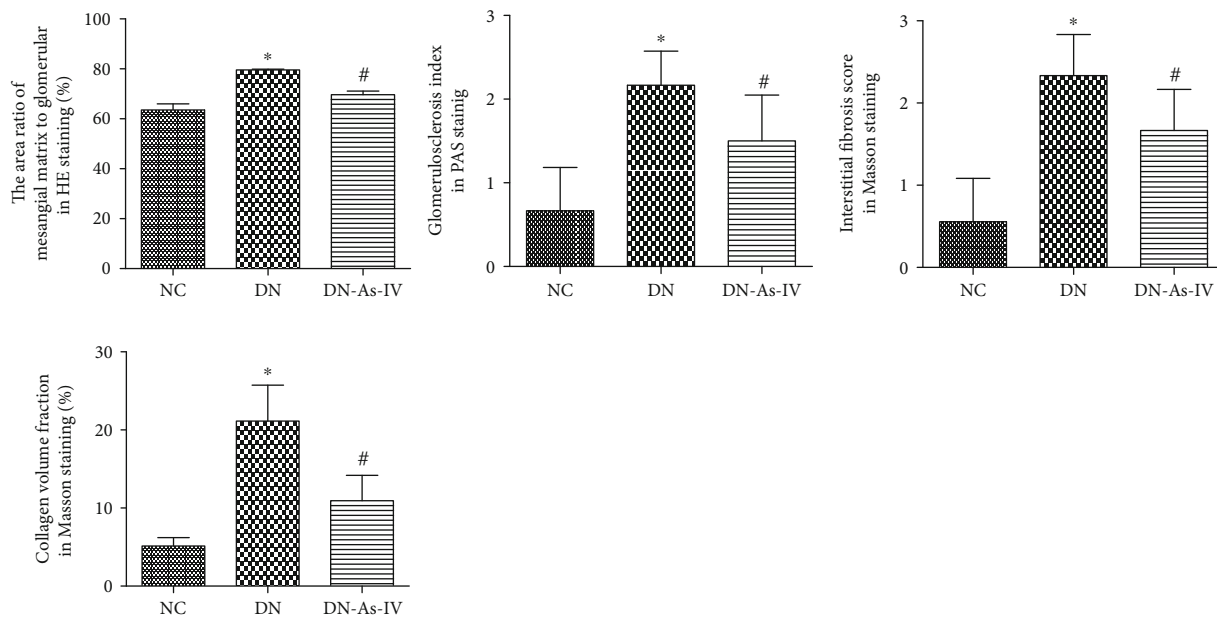 The area ratio of
mesangial matrix to glomerular
in HE staining (%)
100
80
60
40
20
0
*
#
NC
DN
DN-As-IV
Glomerulosclerosis index
in PAS stainig
3
2
1
0
*
#
NC
DN
DN-As-IV
Interstitial fibrosis score
in Masson staining
3
2
1
0
*
#
NC
DN
DN-As-IV
Collagen volume fraction
in Masson staining (%)
30
20
10
0
*
#
NC
DN
DN-As-IV